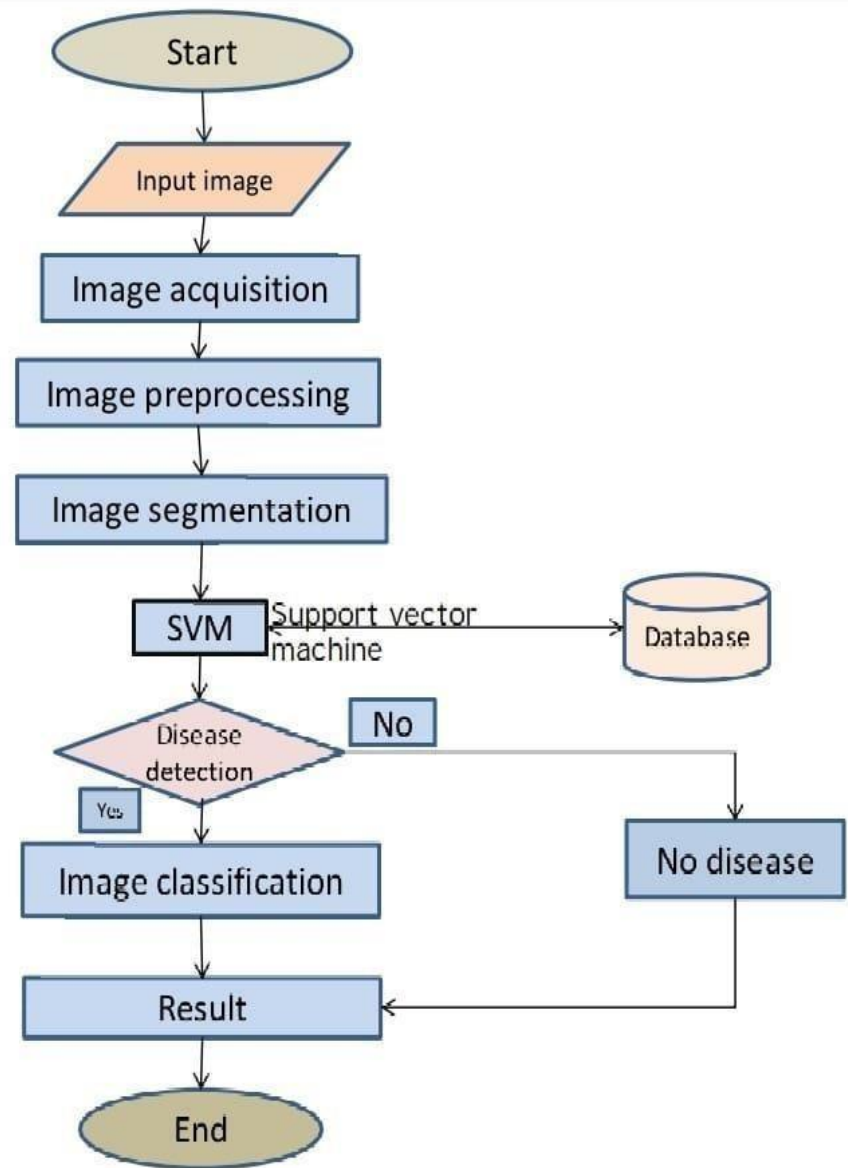 Start
Input image
Image acquisition
Image preprocessing
Image segmentation
SVM
Support vector
machine
Database
Disease
detection
No
Yes
Image classification
No disease
Result
End